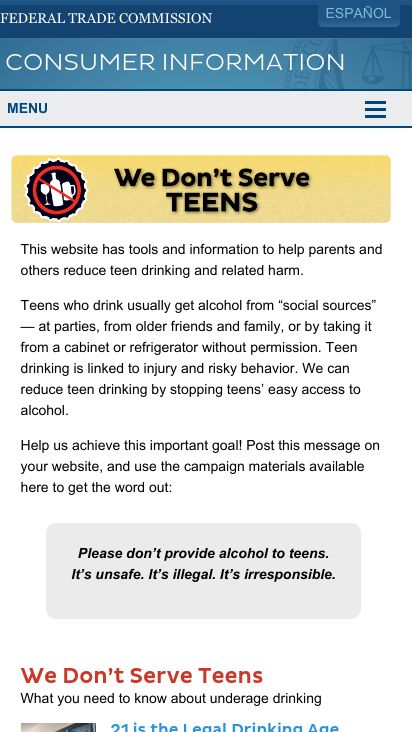 FEDERAL TRADE COMMISSION
ESPAÑOL
CONSUMER INFORMATION
MENU
We Don't Serve
TEENS
This website has tools and information to help parents and
others reduce teen drinking and related harm.
Teens who drink usually get alcohol from “social sources”
— at parties, from older friends and family, or by taking it
from a cabinet or refrigerator without permission. Teen
drinking is linked to injury and risky behavior. We can
reduce teen drinking by stopping teens’ easy access to
alcohol.
Help us achieve this important goal! Post this message on
your website, and use the campaign materials available
here to get the word out:
Please don’t provide alcohol to teens.
It’s unsafe. It’s illegal. It’s irresponsible.
We Don’t Serve Teens
What you need to know about underage drinking
21 is the Legal Drinking Age